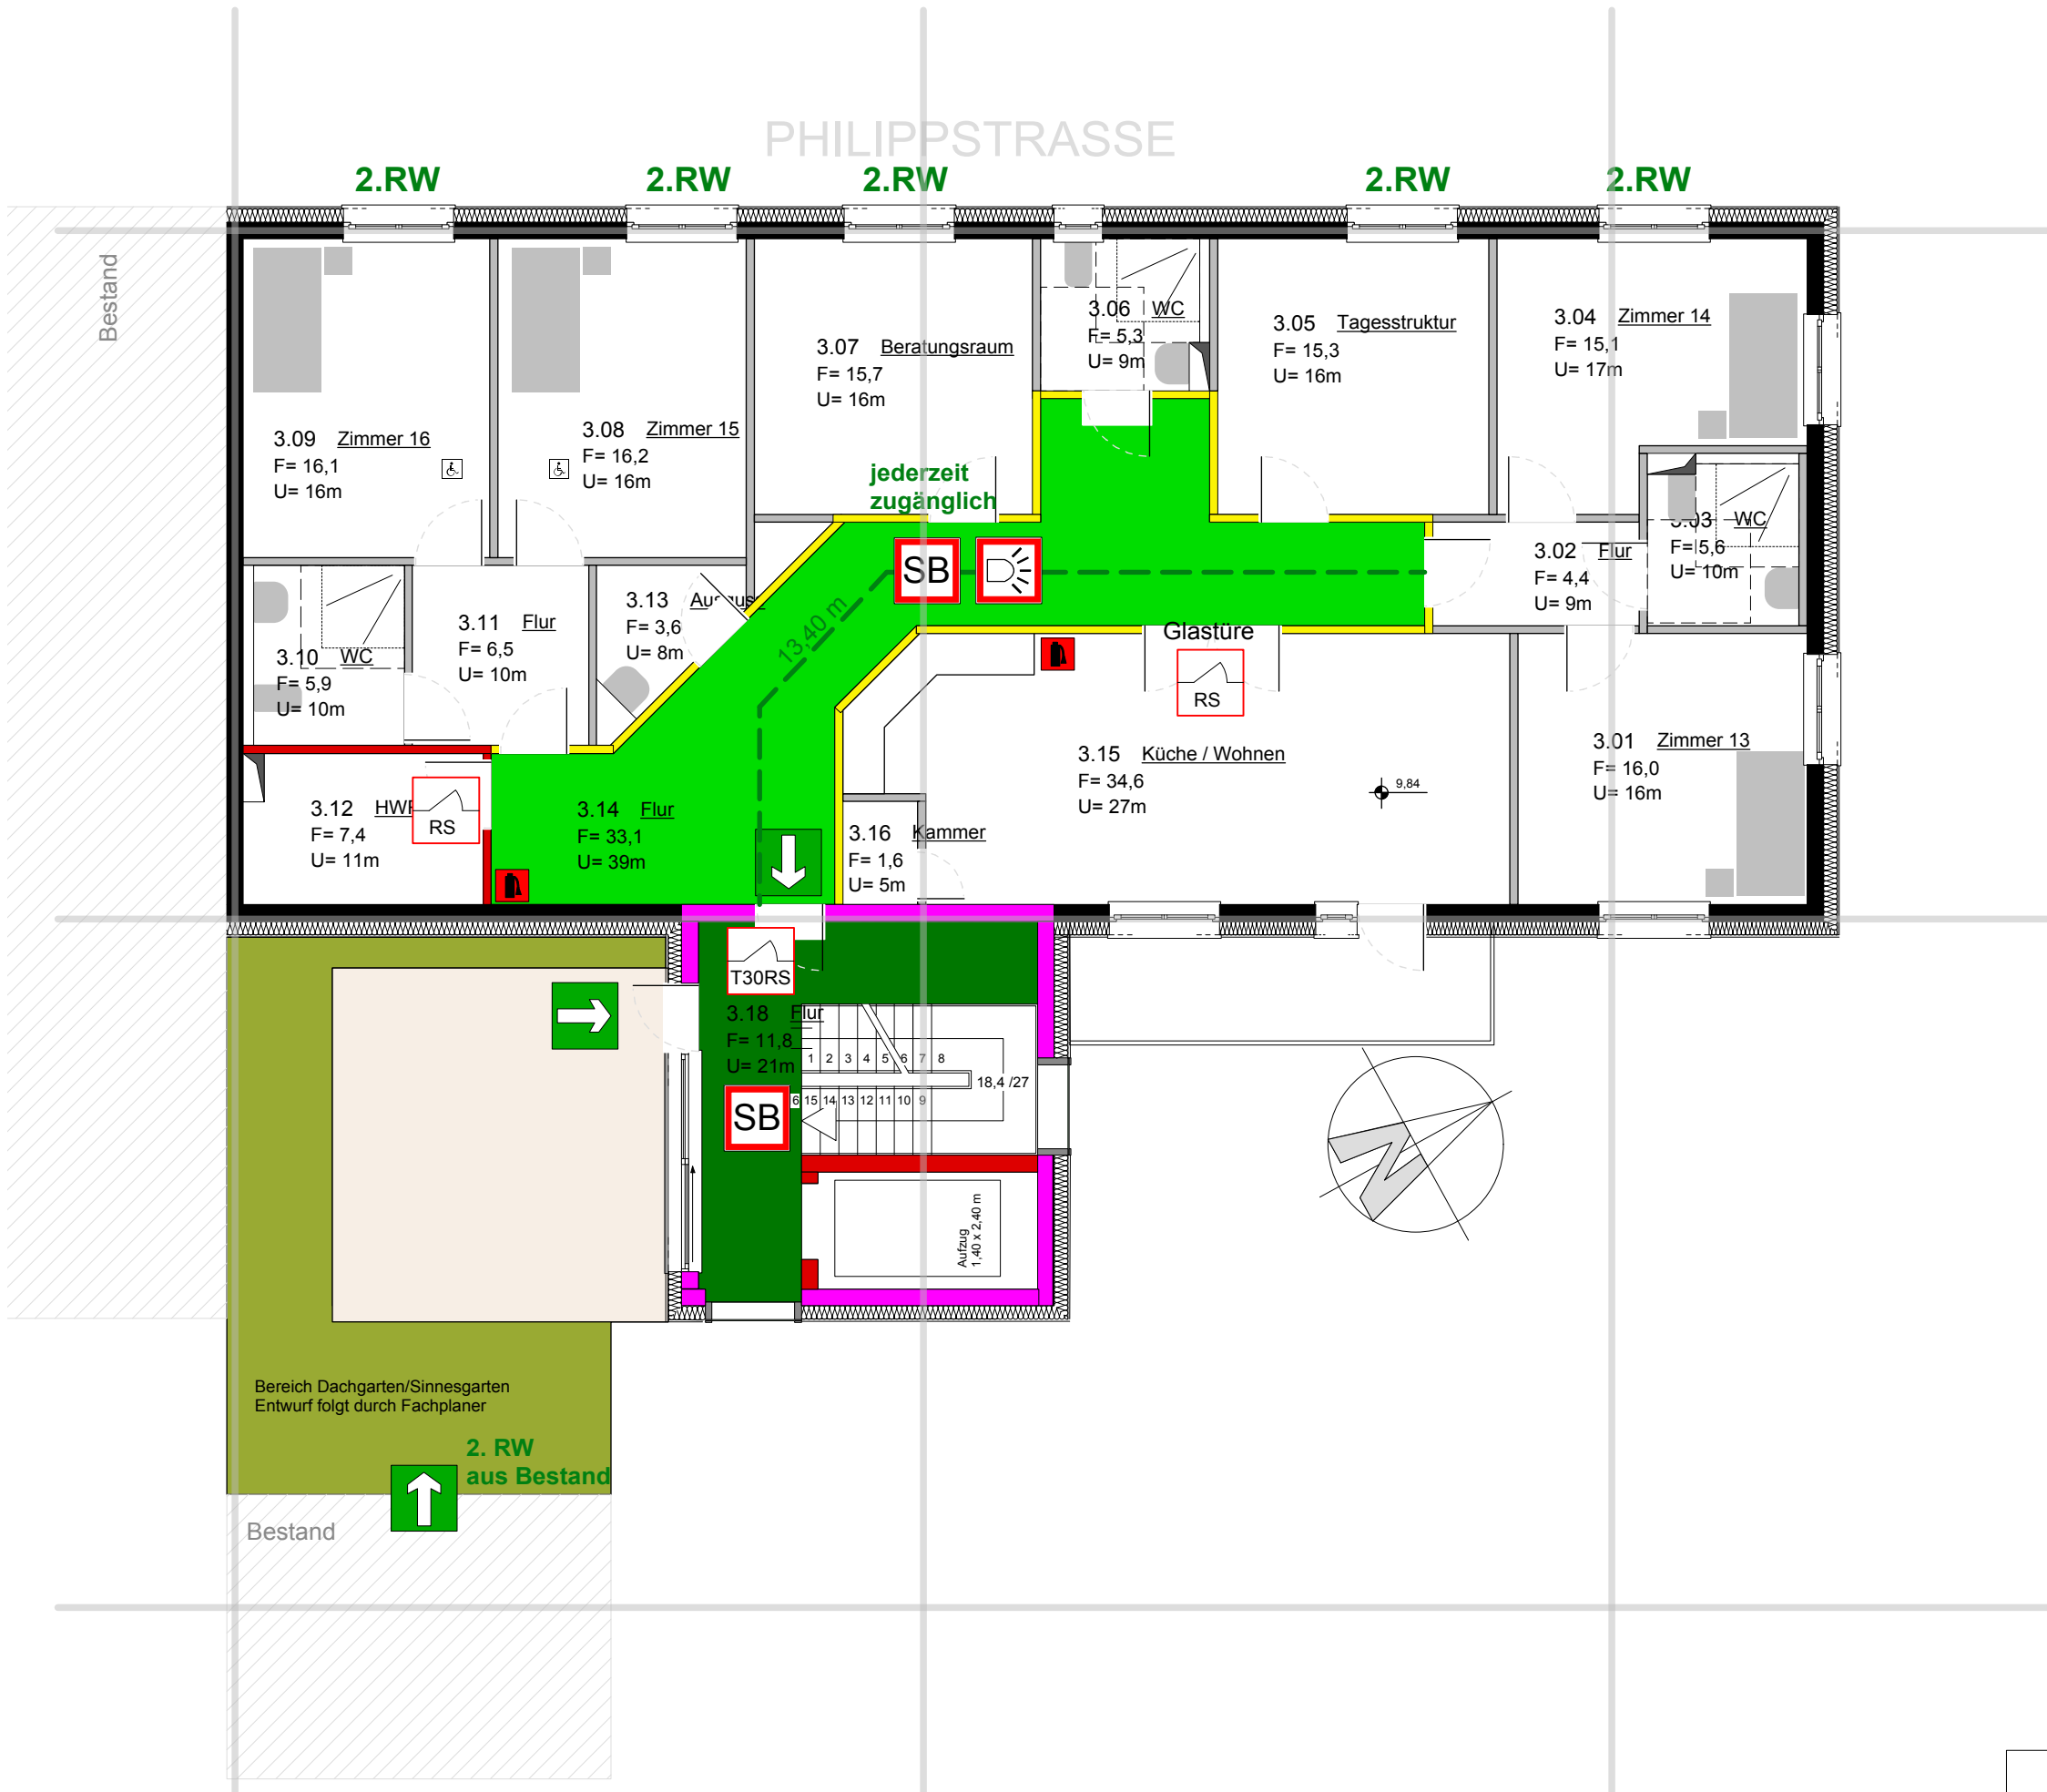 PHILIPPSTRASSE
2.RW
2.RW
2.RW
2.RW
2.RW
Bestand
3.09 Zimmer 16
F= 16,1
U= 16m
3.08 Zimmer 15
F= 16,2
U= 16m
3.07 Beratungsraum
F= 15,7
U= 16m
3.06 WC
F= 5,3
U= 9m
3.05 Tagesstruktur
F= 15,3
U= 16m
3.04 Zimmer 14
F= 15,1
U= 17m
jederzeit
zugänglich
SB
3.03 WC
F= 5,6
U= 10m
3.02 Flur
F= 4,4
U= 9m
3.13
F= 3,6
U= 8m
13,40 m
3.11 Flur
F= 6,5
U= 10m
3.10 WC
F= 5,9
U= 10m
Glastüre
RS
3.15 Küche / Wohnen
F= 34,6
U= 27m
9,84
3.01 Zimmer 13
F= 16,0
U= 16m
3.12
F= 7,4
U= 11m
RS
3.14 Flur
F= 33,1
U= 39m
3.16 Kammer
F= 1,6
U= 5m
T30RS
3.18 Flur
F= 11,8
U= 21m
1 2 3 4 5 6 7 8
18,4 /27
6 15 14 13 12 11 10 9
SB
Aufzug
1,40 x 2,40 m
N
Bereich Dachgarten/Sinnesgarten
Entwurf folgt durch Fachplaner
2. RW
aus Bestand
Bestand